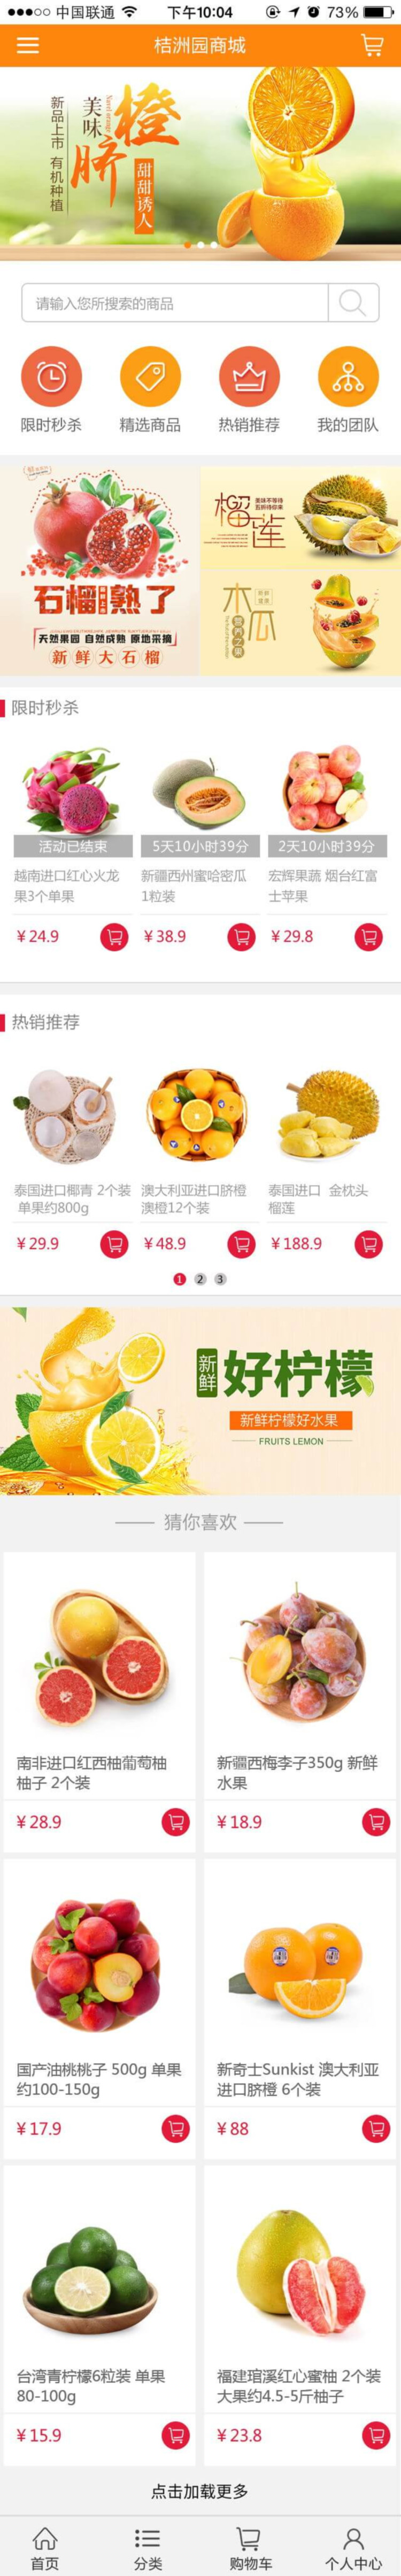 中国联通 下午10:04 73%
桔洲园商城
新品上市 有机种植
美味
橙
脐
甜甜诱人
请输入您所搜索的商品
限时秒杀 精选商品 热销推荐 我的团队
石榴熟了
天然果园 自然成熟 原地采摘
新鲜大石榴
榴莲
美味不等待
五折待你来
木瓜
营养之果
限时秒杀
活动已结束 5天10小时39分 2天10小时39分
越南进口红心火龙 新疆西州蜜哈密瓜 宏辉果蔬 烟台红富
果3个单果 1粒装 士苹果
¥24.9 ¥38.9 ¥29.8
热销推荐
泰国进口椰青 2个装 澳大利亚进口脐橙 泰国进口 金枕头
单果约800g 澳橙12个装 榴莲
¥29.9 ¥48.9 ¥188.9
1 2 3
新鲜 好柠檬
新鲜柠檬好水果
FRUITS LEMON
猜你喜欢
南非进口红西柚葡萄柚 新疆西梅李子350g 新鲜
柚子 2个装 水果
¥28.9 ¥18.9
国产油桃桃子 500g 单果 新奇士Sunkist 澳大利亚
约100-150g 进口脐橙 6个装
¥17.9 ¥88
台湾青柠檬6粒装 单果 福建琯溪红心蜜柚 2个装
80-100g 大果约4.5-5斤柚子
¥15.9 ¥23.8
点击加载更多
首页 分类 购物车 个人中心